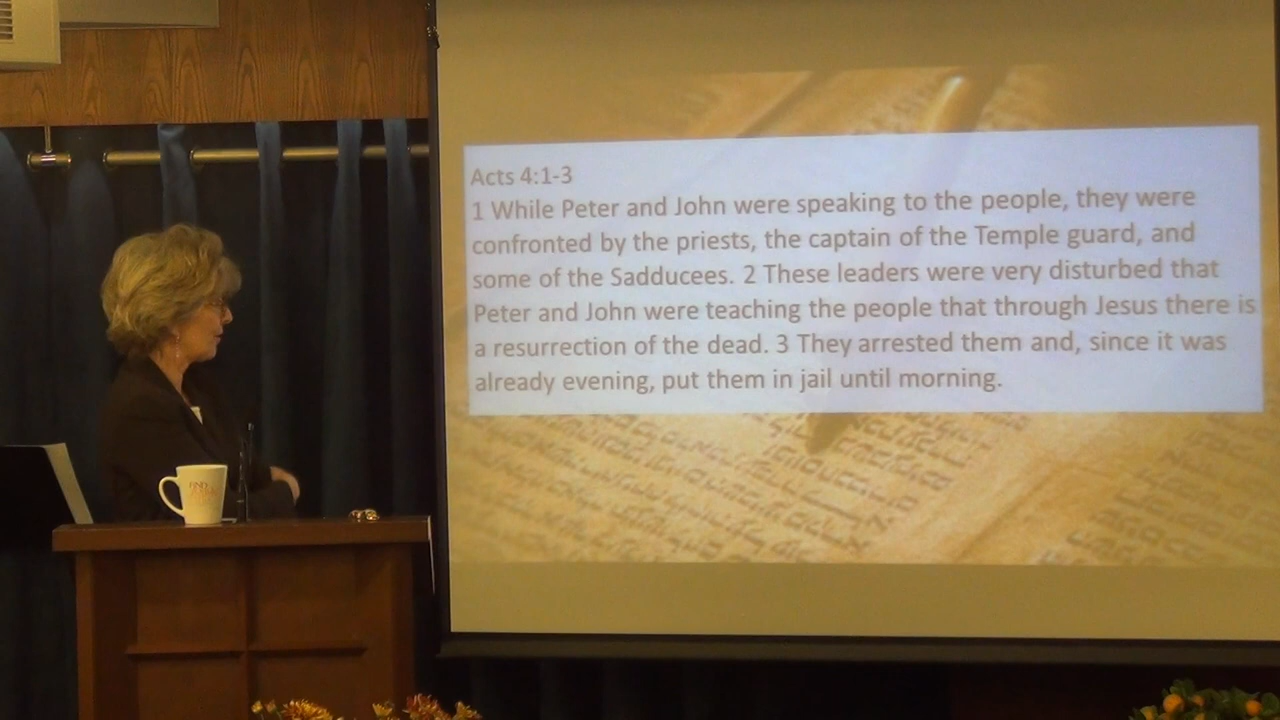 Acts 4:1-3
1 While Peter and John were speaking to the people, they were
confronted by the priests, the captain of the Temple guard, and
some of the Sadducees. 2 These leaders were very disturbed that
Peter and John were teaching the people that through Jesus there is
a resurrection of the dead. 3 They arrested them and, since it was
already evening, put them in jail until morning.